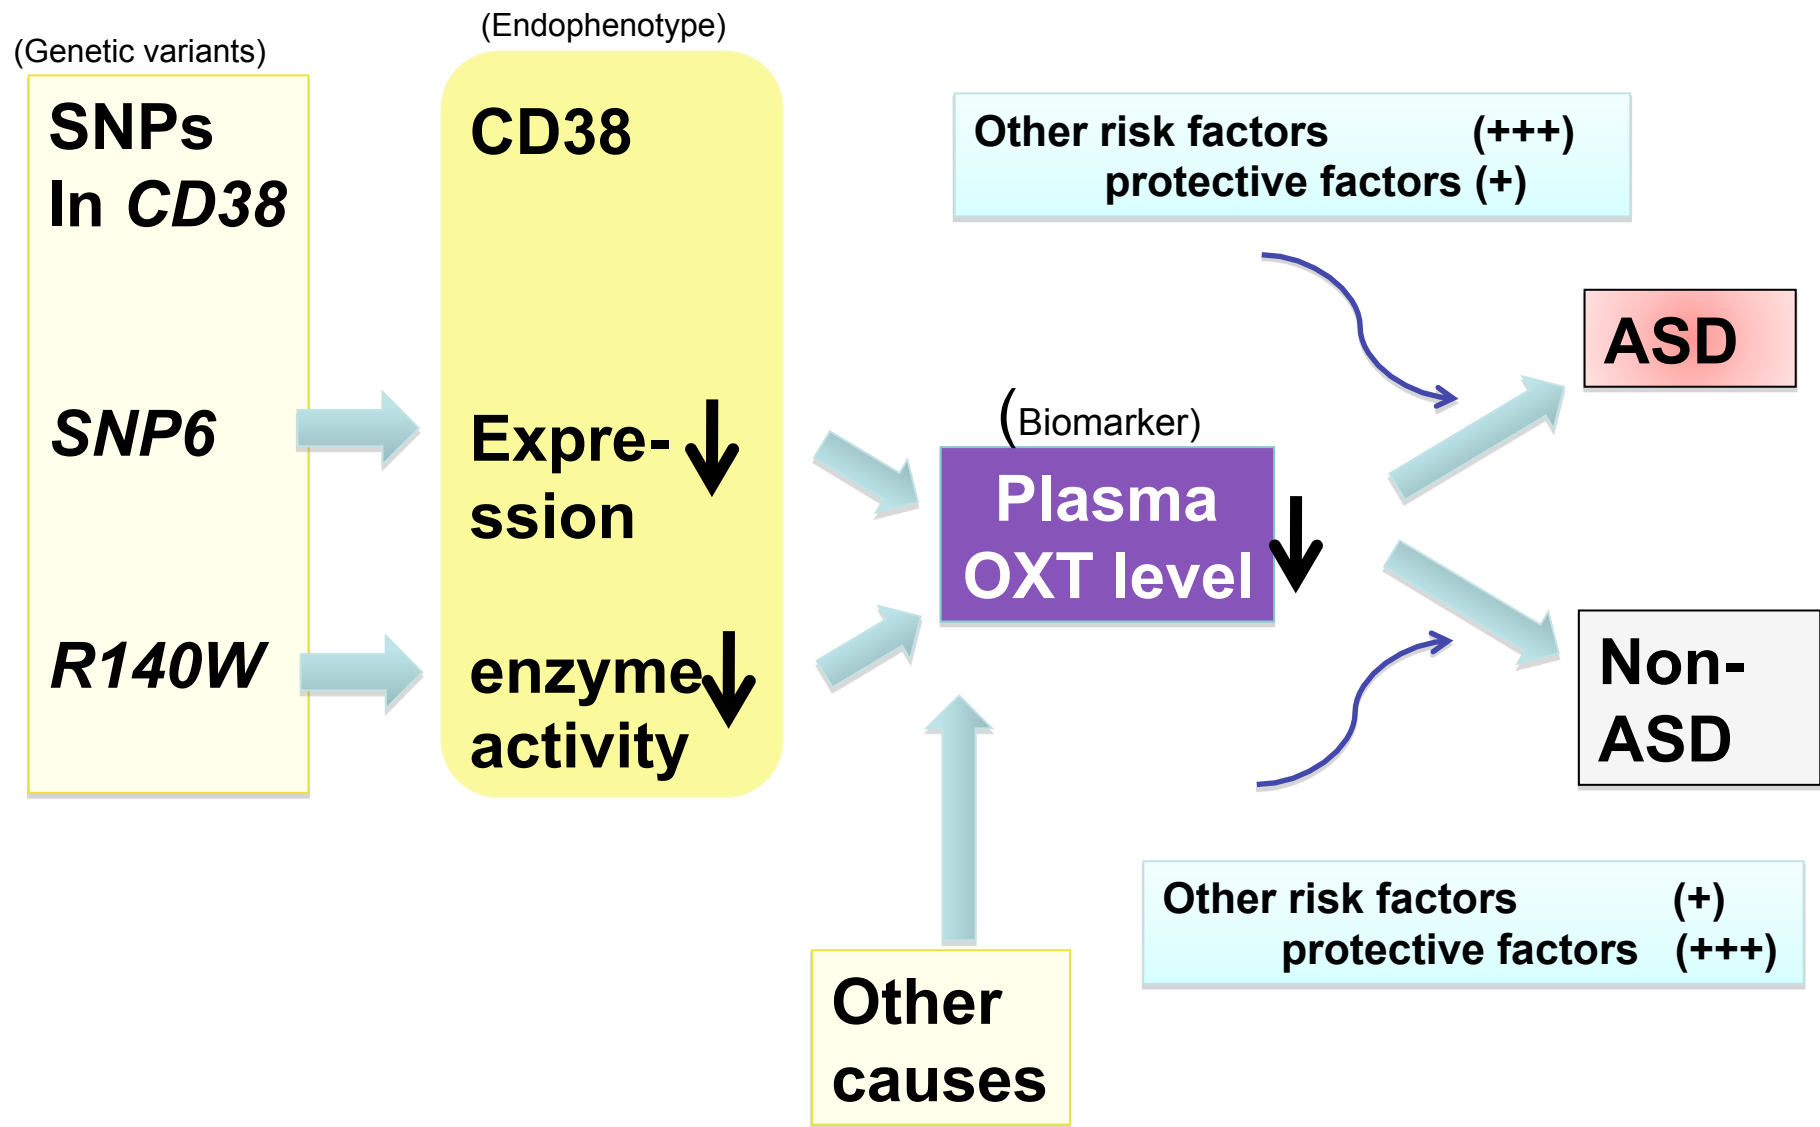 (Genetic variants)
SNPs
In CD38
SNP6
R140W
(Endophenotype)
CD38
Expre-
ssion
enzyme
activity
(Biomarker)
Plasma
OXT level
Other
causes
Other risk factors (+++)
protective factors (+)
ASD
Non-
ASD
Other risk factors (+)
protective factors (+++)